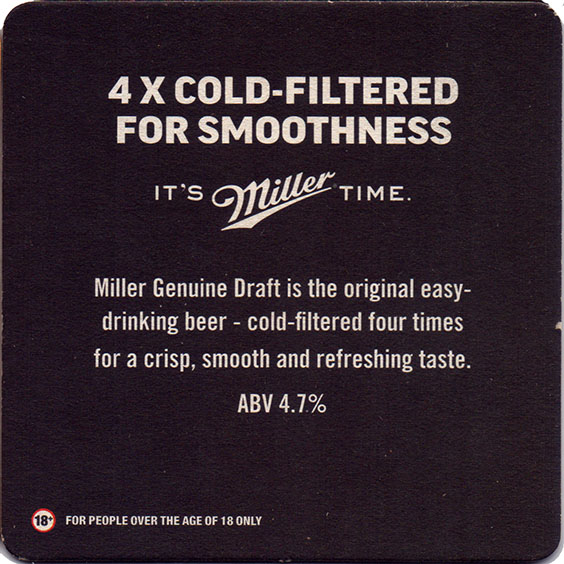 4 X COLD-FILTERED
FOR SMOOTHNESS
IT'S Miller TIME.
Miller Genuine Draft is the original easy-
drinking beer - cold-filtered four times
for a crisp, smooth and refreshing taste.
ABV 4.7%
18+ FOR PEOPLE OVER THE AGE OF 18 ONLY